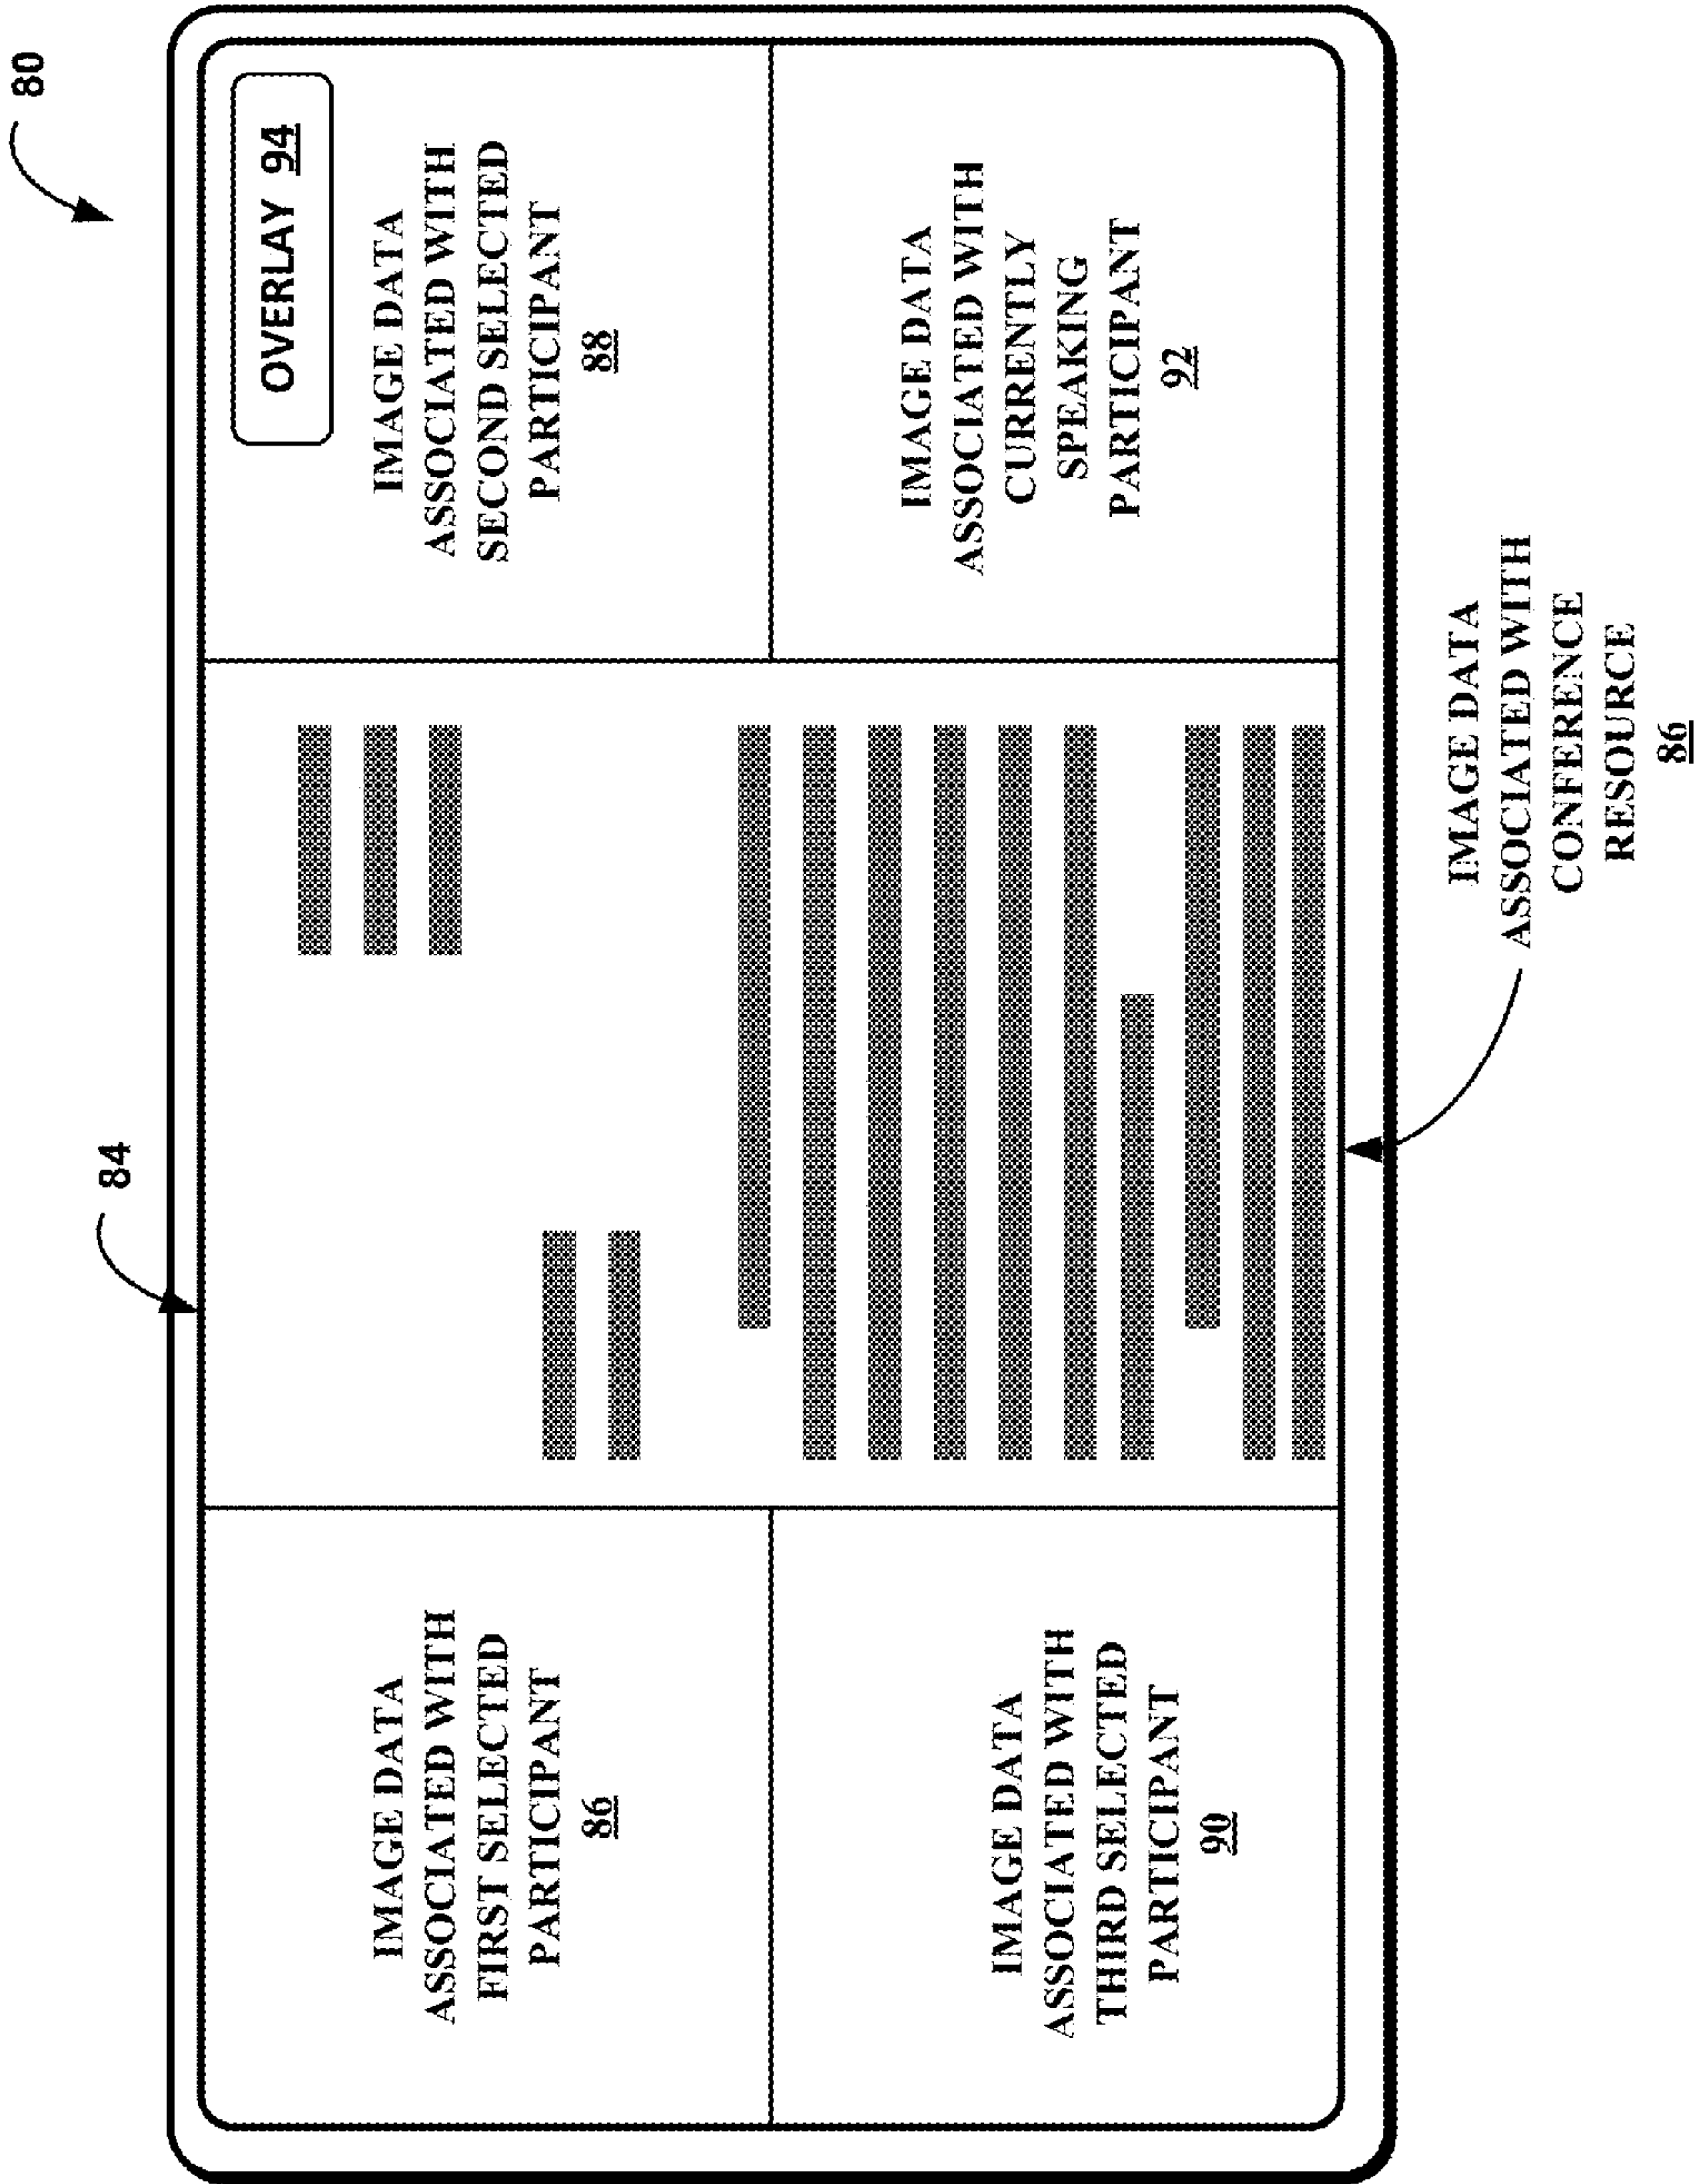 80
84
OVERLAY 94
IMAGE DATA
ASSOCIATED WITH
FIRST SELECTED
PARTICIPANT
86
IMAGE DATA
ASSOCIATED WITH
SECOND SELECTED
PARTICIPANT
88
IMAGE DATA
ASSOCIATED WITH
THIRD SELECTED
PARTICIPANT
90
IMAGE DATA
ASSOCIATED WITH
CURRENTLY
SPEAKING
PARTICIPANT
92
IMAGE DATA
ASSOCIATED WITH
CONFERENCE
RESOURCE
86